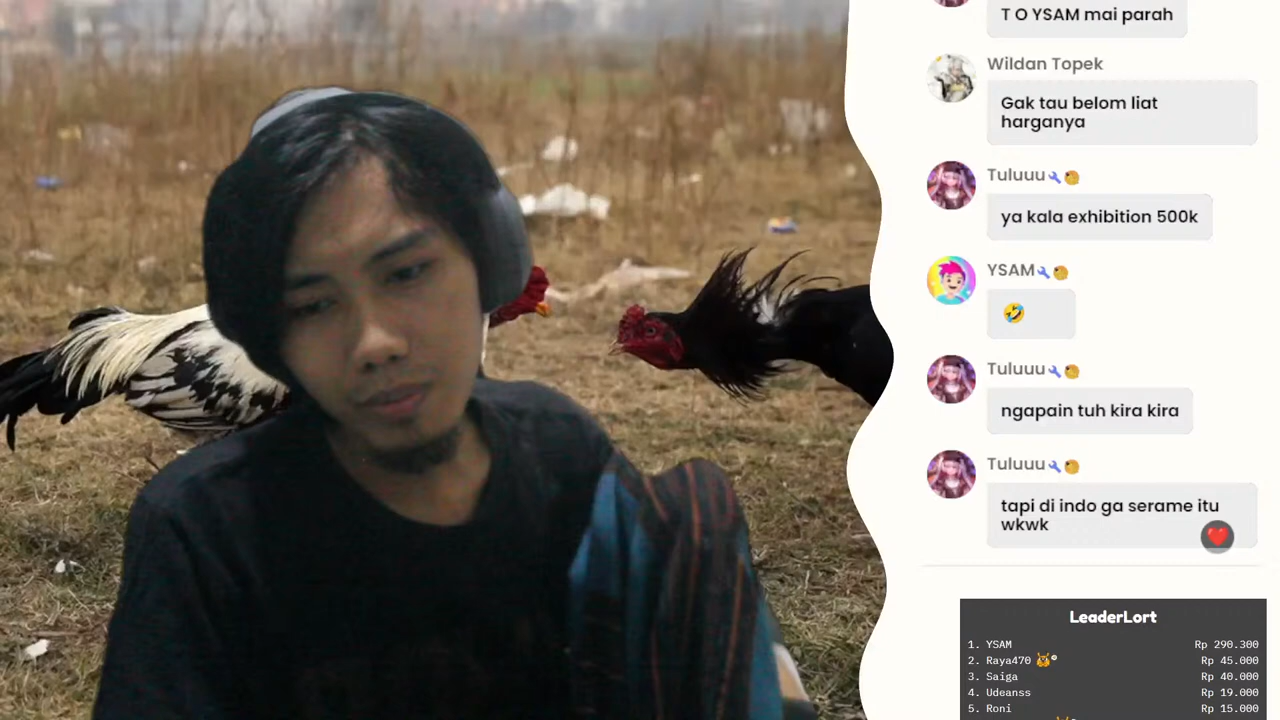 T O YSAM mai parah
Wildan Topek
Gak tau belom liat
harganya
Tuluuu
ya kala exhibition 500k
YSAM
🤣
Tuluuu
ngapain tuh kira kira
Tuluuu
tapi di indo ga serame itu
wkwk
LeaderLort
1. YSAM Rp 290.300
2. Raya470 Rp 45.000
3. Saiga Rp 40.000
4. Udeanss Rp 19.000
5. Roni Rp 15.000